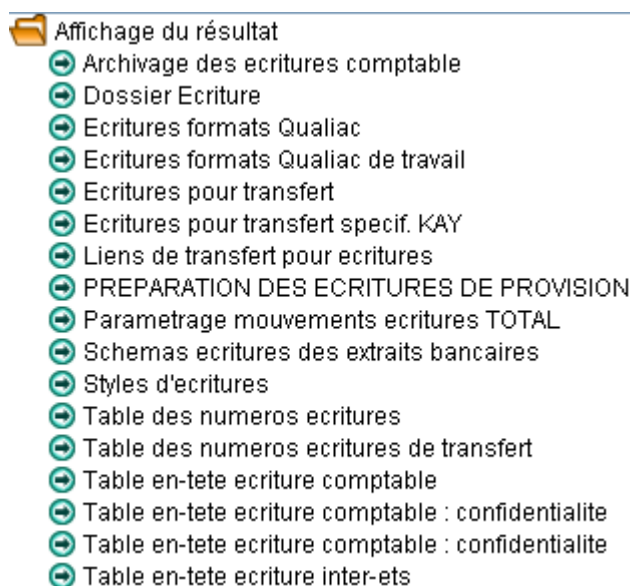 Affichage du résultat
Archivage des ecritures comptable
Dossier Ecriture
Ecritures formats Qualiac
Ecritures formats Qualiac de travail
Ecritures pour transfert
Ecritures pour transfert specif. KAY
Liens de transfert pour ecritures
PREPARATION DES ECRITURES DE PROVISION
Parametrage mouvements ecritures TOTAL
Schemas ecritures des extraits bancaires
Styles d'ecritures
Table des numeros ecritures
Table des numeros ecritures de transfert
Table en-tete ecriture comptable
Table en-tete ecriture comptable : confidentialite
Table en-tete ecriture comptable : confidentialite
Table en-tete ecriture inter-ets